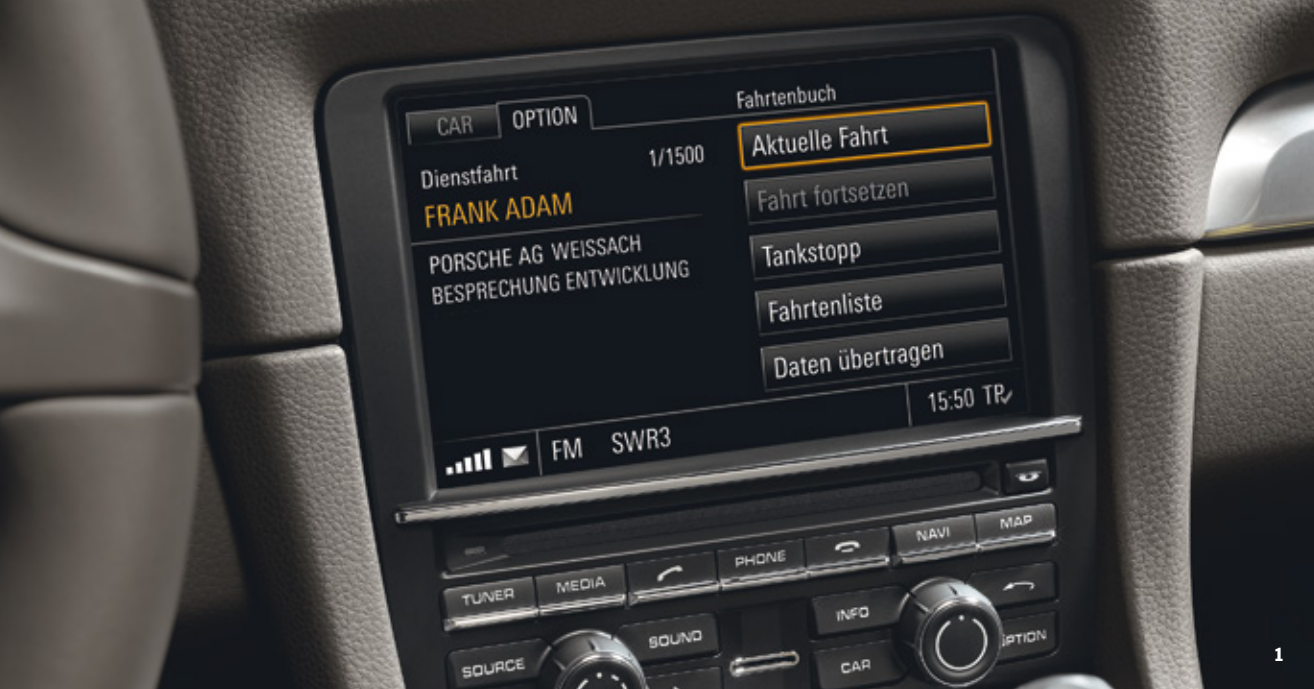 CAR OPTION
Fahrtenbuch
Dienstfahrt 1/1500
FRANK ADAM
PORSCHE AG WEISSACH
BESPRECHUNG ENTWICKLUNG
Aktuelle Fahrt
Fahrt fortsetzen
Tankstopp
Fahrtenliste
Daten übertragen
FM SWR3
15:50 TP
TUNER MEDIA PHONE NAVI MAP
SOURCE SOUND INFO
CAR OPTION
1